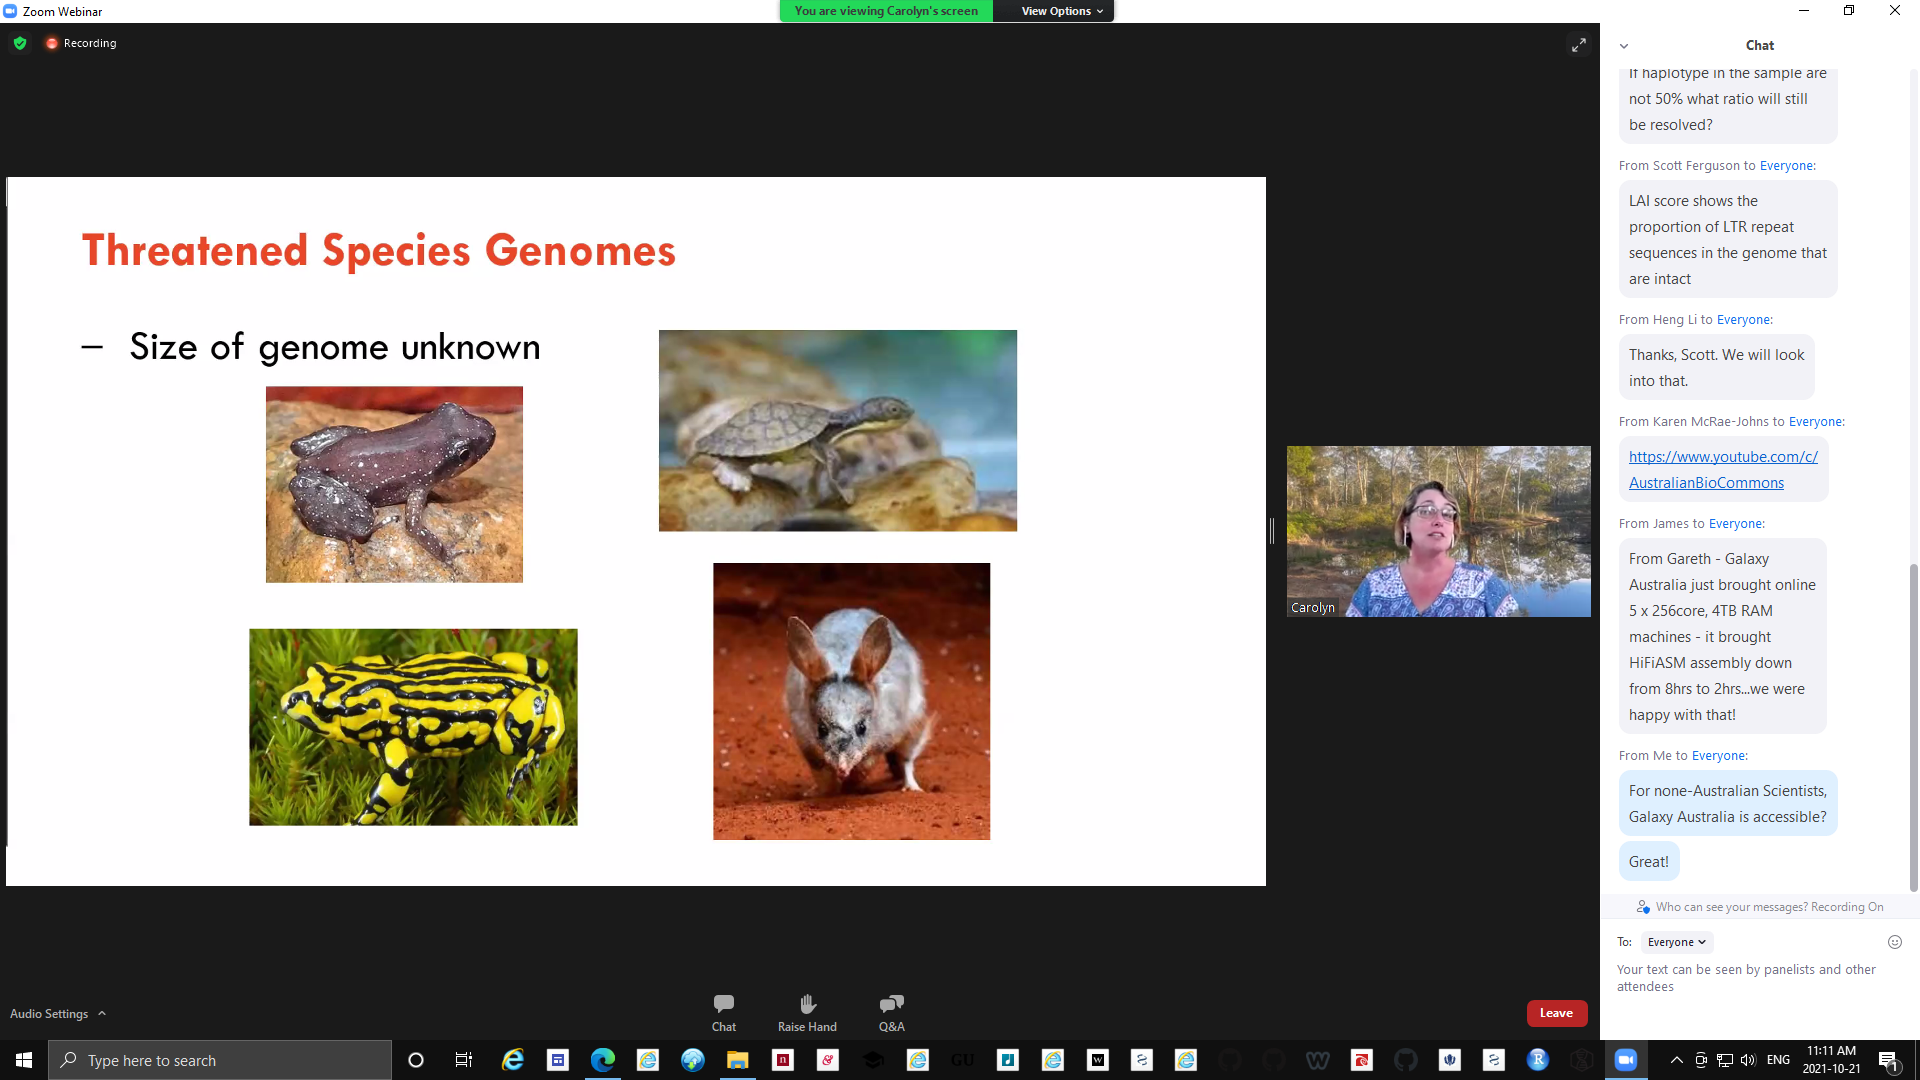 Zoom Webinar
You are viewing Carolyn's screen
View Options
Recording
Threatened Species Genomes
– Size of genome unknown
Carolyn
Chat
If haplotype in the sample are
not 50% what ratio will still
be resolved?
From Scott Ferguson to Everyone:
LAI score shows the
proportion of LTR repeat
sequences in the genome that
are intact
From Heng Li to Everyone:
Thanks, Scott. We will look
into that.
From Karen McRae-Johns to Everyone:
https://www.youtube.com/c/
AustralianBioCommons
From James to Everyone:
From Gareth - Galaxy
Australia just brought online
5 x 256core, 4TB RAM
machines - it brought
HiFiASM assembly down
from 8hrs to 2hrs...we were
happy with that!
From Me to Everyone:
For none-Australian Scientists,
Galaxy Australia is accessible?
Great!
Who can see your messages? Recording On
To: Everyone
Your text can be seen by panelists and other
attendees
Audio Settings
Chat
Raise Hand
Q&A
Leave
Type here to search
GU
ENG
11:11 AM
2021-10-21
1